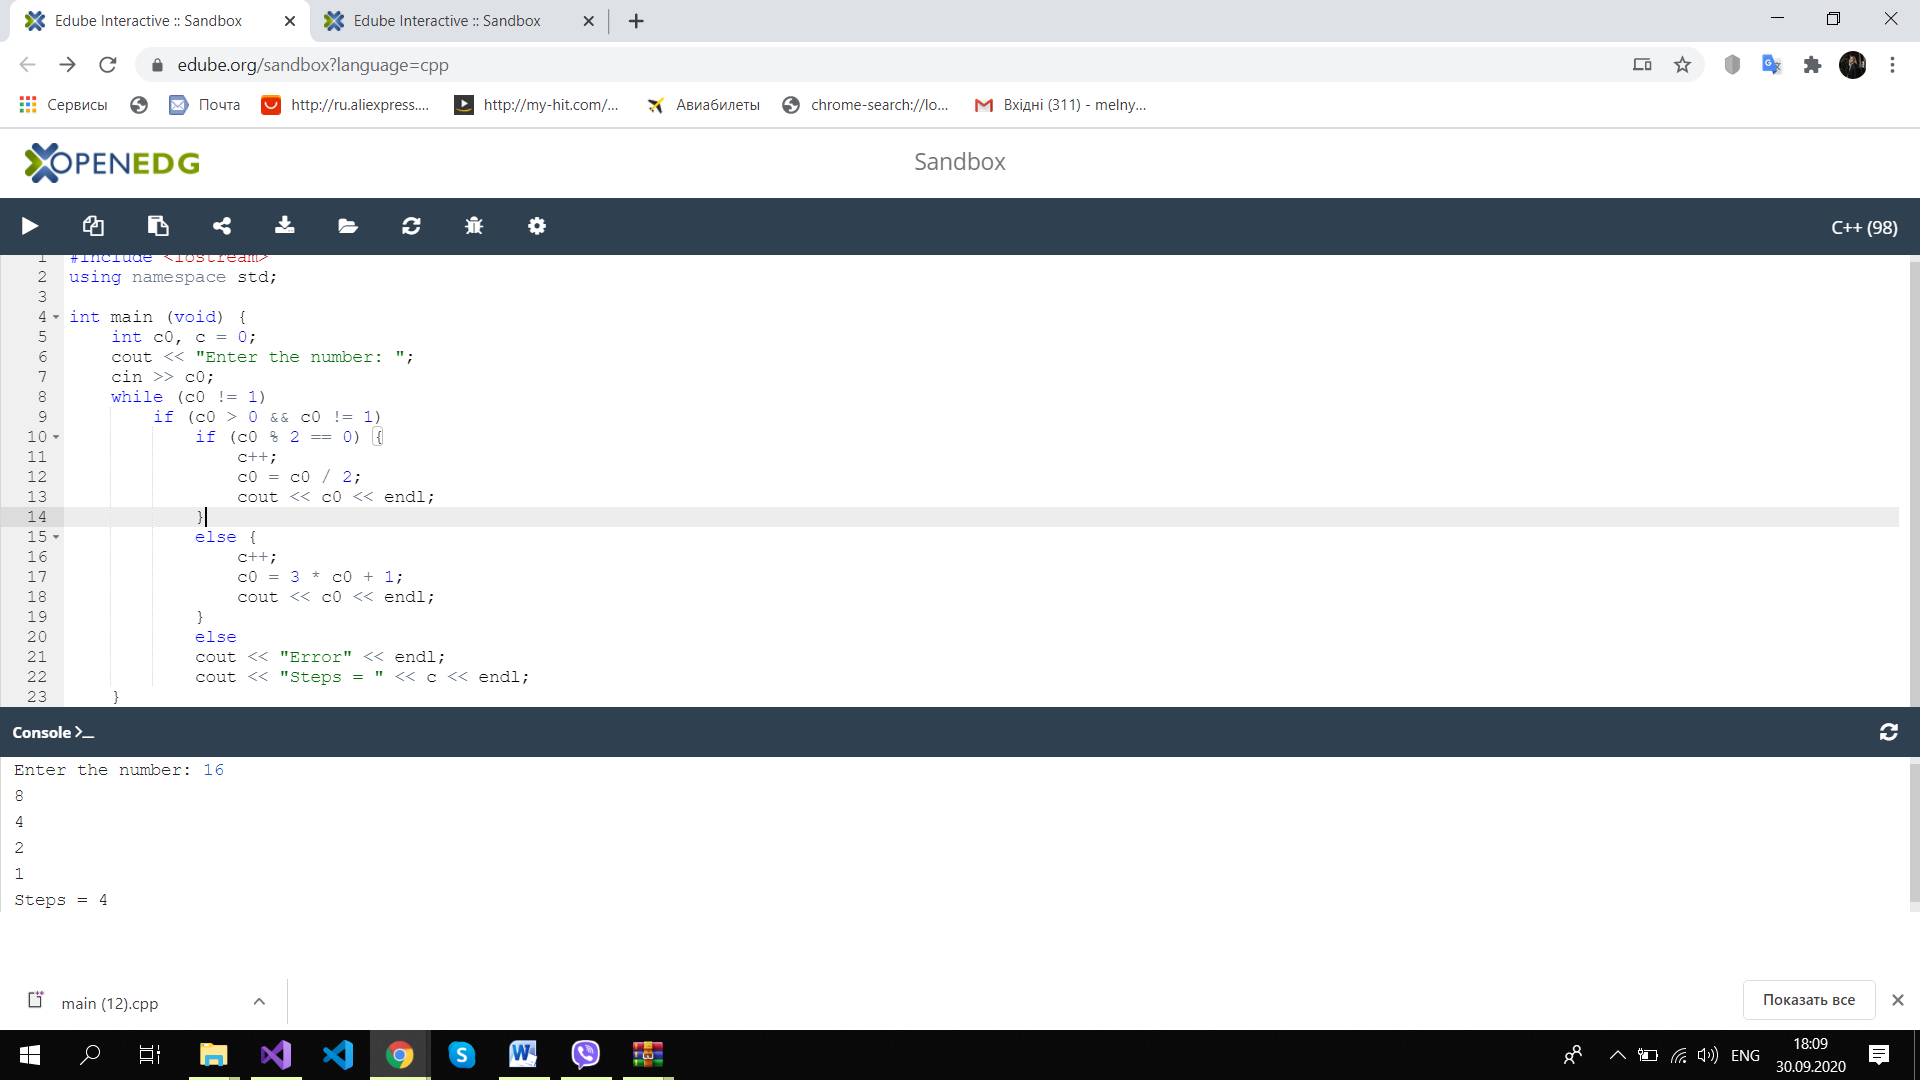 Edube Interactive :: Sandbox
Edube Interactive :: Sandbox
edube.org/sandbox?language=cpp
Сервисы
Почта
http://ru.aliexpress....
http://my-hit.com/...
Авиабилеты
chrome-search://lo...
Вхідні (311) - melny...
OPENEDG
Sandbox
C++ (98)
1 #include <iostream>
2 using namespace std;
3
4 int main (void) {
5 int c0, c = 0;
6 cout << "Enter the number: ";
7 cin >> c0;
8 while (c0 != 1)
9 if (c0 > 0 && c0 != 1)
10 if (c0 % 2 == 0) {
11 c++;
12 c0 = c0 / 2;
13 cout << c0 << endl;
14 }
15 else {
16 c++;
17 c0 = 3 * c0 + 1;
18 cout << c0 << endl;
19 }
20 else
21 cout << "Error" << endl;
22 cout << "Steps = " << c << endl;
23 }
Console >_
Enter the number: 16
8
4
2
1
Steps = 4
main (12).cpp
Показать все
ENG
18:09
30.09.2020